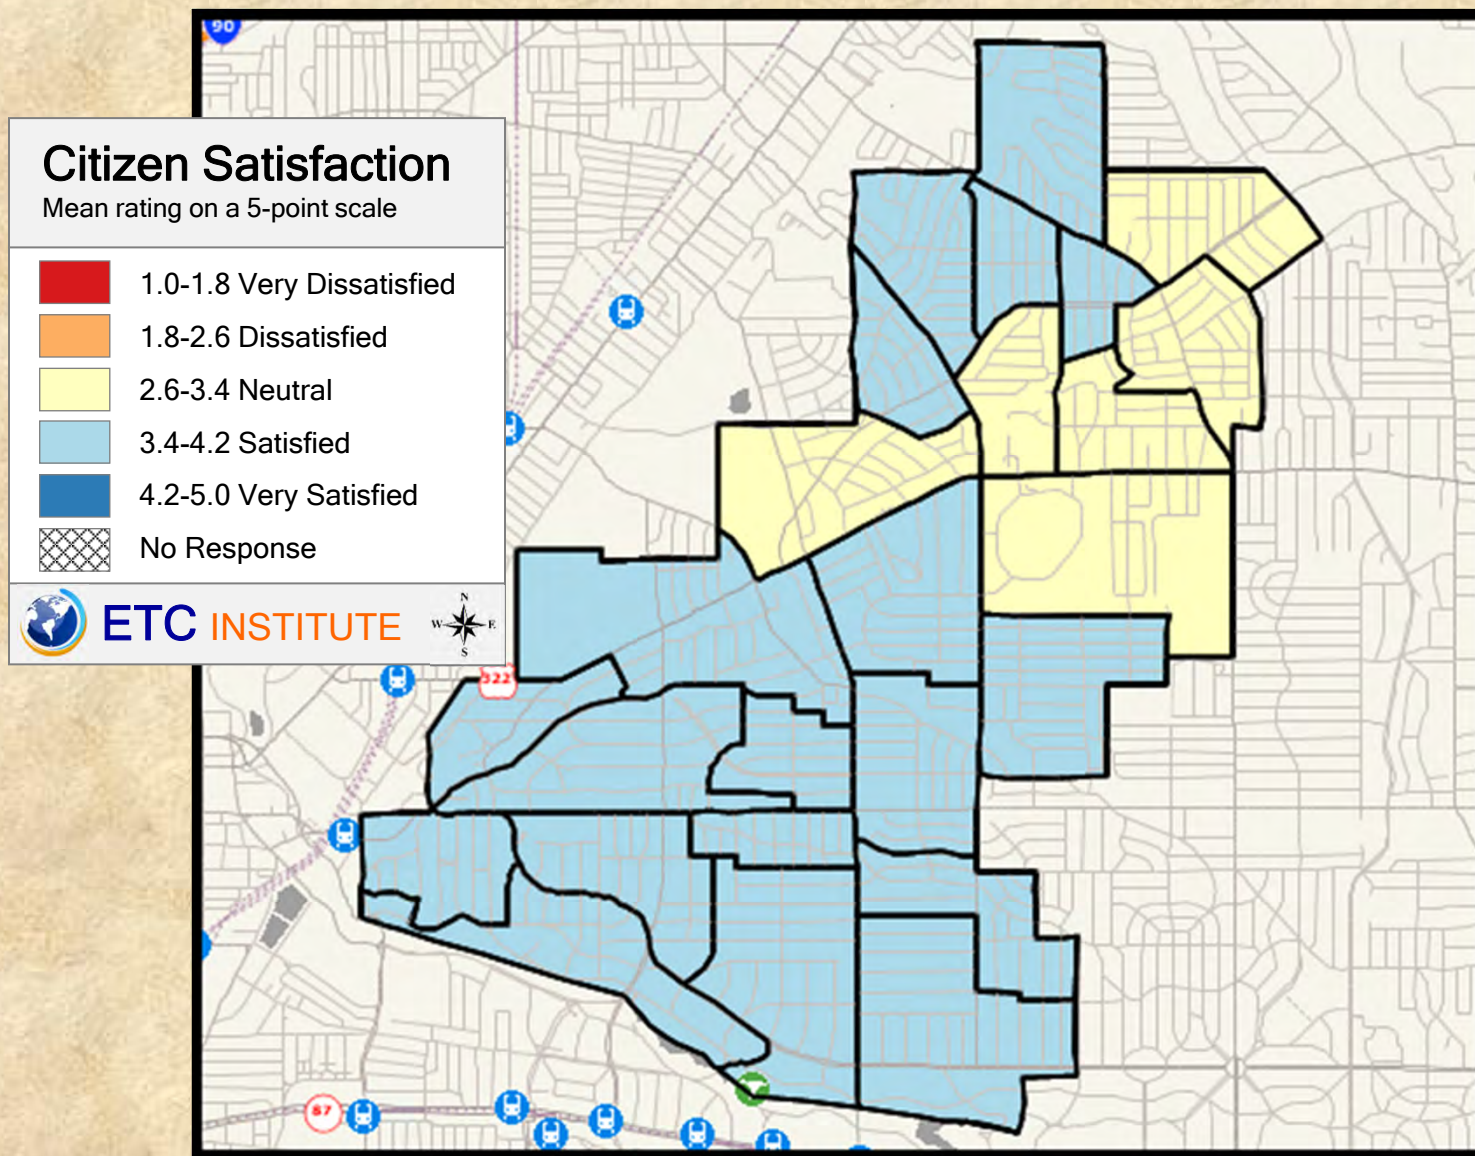 90
Citizen Satisfaction
Mean rating on a 5-point scale
1.0-1.8 Very Dissatisfied
1.8-2.6 Dissatisfied
2.6-3.4 Neutral
3.4-4.2 Satisfied
4.2-5.0 Very Satisfied
No Response
ETC INSTITUTE
N
W E
S
322
87